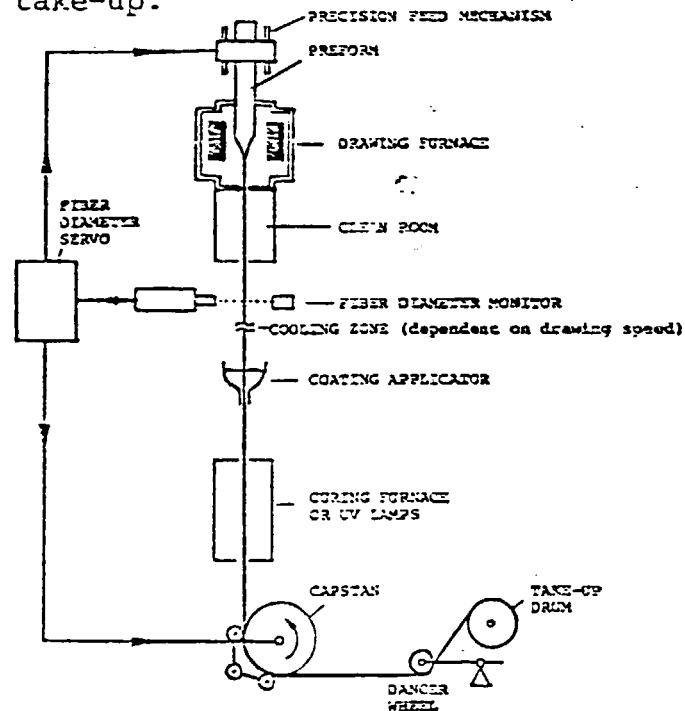 take-up.
PRECISION FEED MECHANISM
PREFORM
DRAWING FURNACE
CLEAN ROOM
FIBER
DIAMETER
SERVO
FIBER DIAMETER MONITOR
COOLING ZONE (dependent on drawing speed)
COATING APPLICATOR
CURING FURNACE
OR UV LAMPS
CAPSTAN
TAKE-UP
DRUM
DANCER
WHEEL